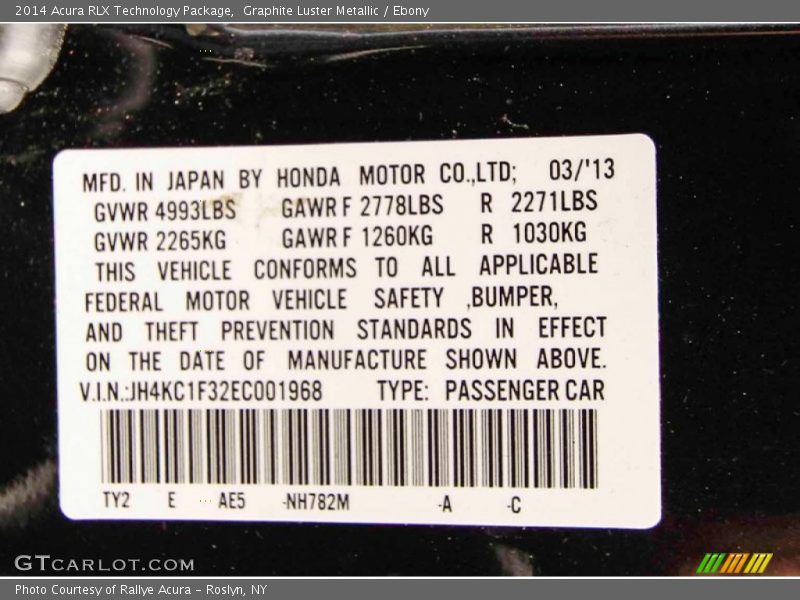 2014 Acura RLX Technology Package, Graphite Luster Metallic / Ebony
MFD. IN JAPAN BY HONDA MOTOR CO.,LTD; 03/'13
GVWR 4993LBS GAWR F 2778LBS R 2271LBS
GVWR 2265KG GAWR F 1260KG R 1030KG
THIS VEHICLE CONFORMS TO ALL APPLICABLE
FEDERAL MOTOR VEHICLE SAFETY ,BUMPER,
AND THEFT PREVENTION STANDARDS IN EFFECT
ON THE DATE OF MANUFACTURE SHOWN ABOVE.
V.I.N.:JH4KC1F32EC001968 TYPE: PASSENGER CAR
TY2 E AE5 -NH782M -A -C
GTCARLOT.COM
Photo Courtesy of Rallye Acura - Roslyn, NY